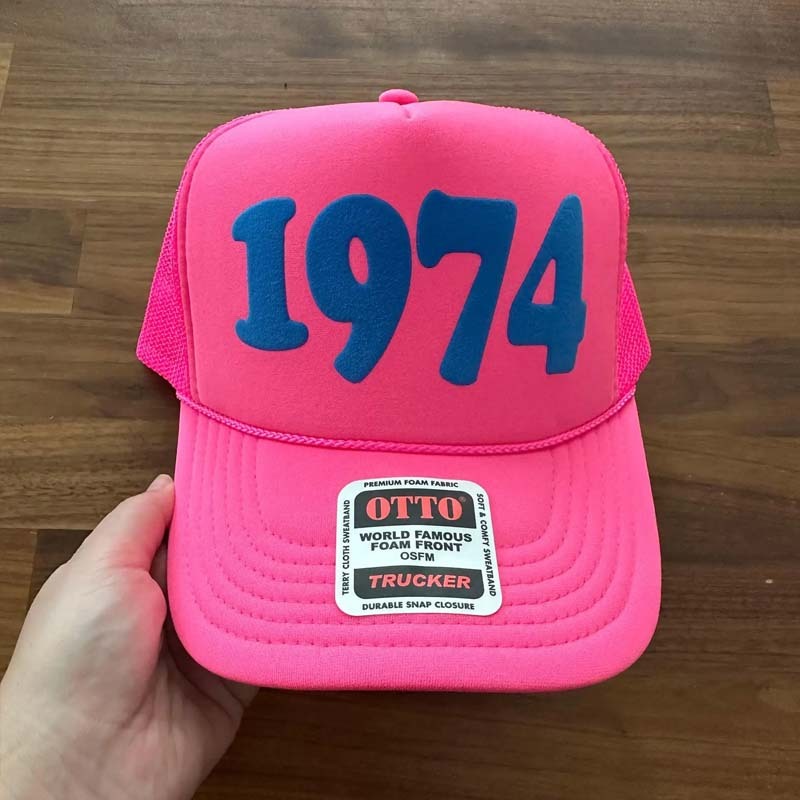 1974
PREMIUM FOAM FABRIC
OTTO®
WORLD FAMOUS
FOAM FRONT
OSFM
TRUCKER
DURABLE SNAP CLOSURE
TERRY CLOTH SWEATBAND
SOFT & COMFY SWEATBAND